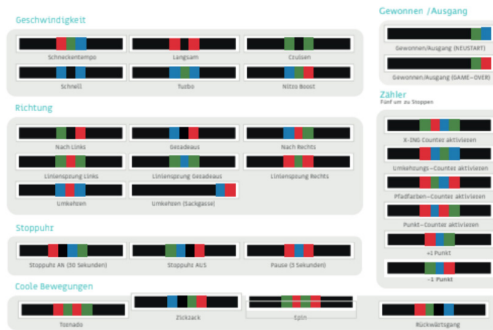 Geschwindigkeit
Schneckentempo
Langsam
Cruisen
Schnell
Turbo
Nitro Boost
Richtung
Nach Links
Geradeaus
Nach Rechts
Liniensprung Links
Liniensprung Geradeaus
Liniensprung Rechts
Umkehren
Umkehren (Sackgasse)
Stoppuhr
Stoppuhr AN (30 Sekunden)
Stoppuhr AUS
Pause (3 Sekunden)
Coole Bewegungen
Tornado
Zickzack
Spin
Rückwärtsgang
Gewonnen /Ausgang
Gewonnen/Ausgang (NEUSTART)
Gewonnen/Ausgang (GAME-OVER)
Zähler
Fünf um zu Stoppen
X-ING Counter aktivieren
Umkehrungs-Counter aktivieren
Pfadfarben-Counter aktivieren
Punkt-Counter aktivieren
+1 Punkt
-1 Punkt